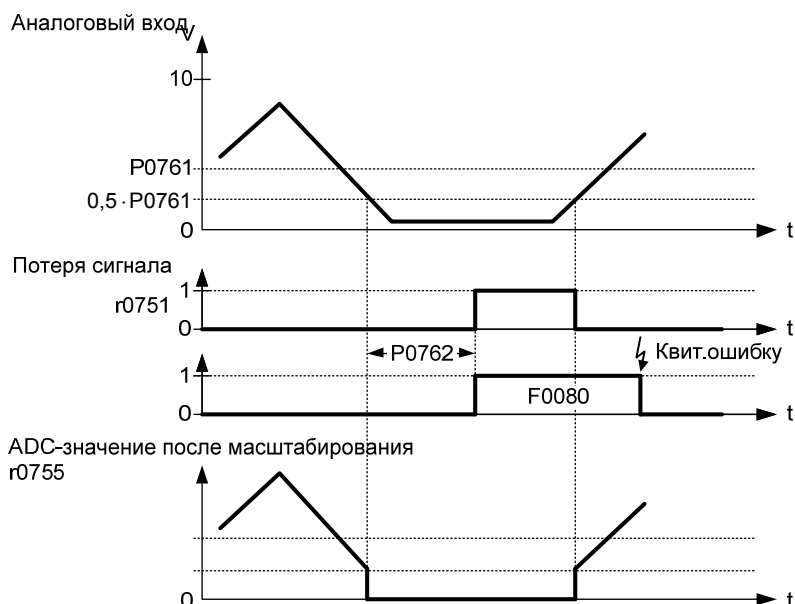 Аналоговый вход
V
10
P0761
0,5 · P0761
0
t
Потеря сигнала
r0751
1
0
t
P0762
Квит.ошибку
1
0
F0080
t
ADC-значение после масштабирования
r0755
0
t